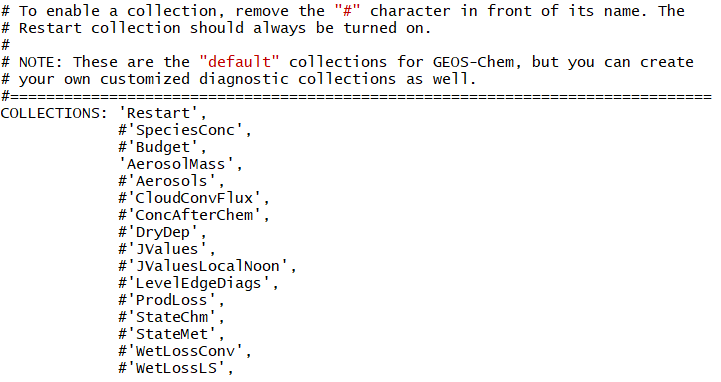 # To enable a collection, remove the "#" character in front of its name. The
# Restart collection should always be turned on.
#
# NOTE: These are the "default" collections for GEOS-Chem, but you can create
# your own customized diagnostic collections as well.
#==============================================================================
COLLECTIONS: 'Restart',
             #'SpeciesConc',
             #'Budget',
             'AerosolMass',
             #'Aerosols',
             #'CloudConvFlux',
             #'ConcAfterChem',
             #'DryDep',
             #'JValues',
             #'JValuesLocalNoon',
             #'LevelEdgeDiags',
             #'ProdLoss',
             #'StateChm',
             #'StateMet',
             #'WetLossConv',
             #'WetLossLS',